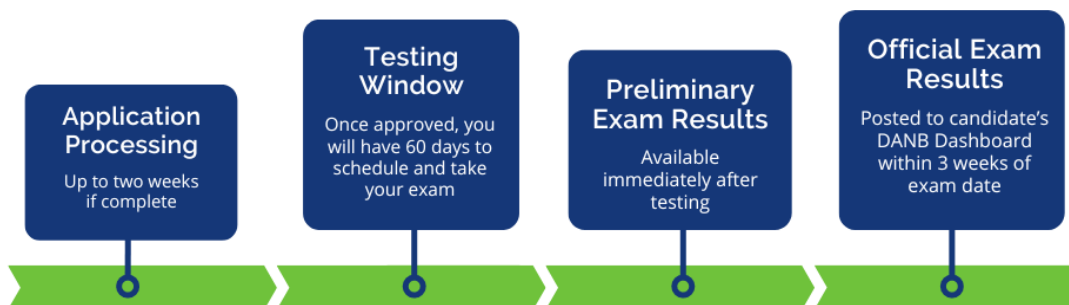 Application
Processing
Up to two weeks
if complete
Testing
Window
Once approved, you
will have 60 days to
schedule and take
your exam
Preliminary
Exam Results
Available
immediately after
testing
Official Exam
Results
Posted to candidate’s
DANB Dashboard
within 3 weeks of
exam date